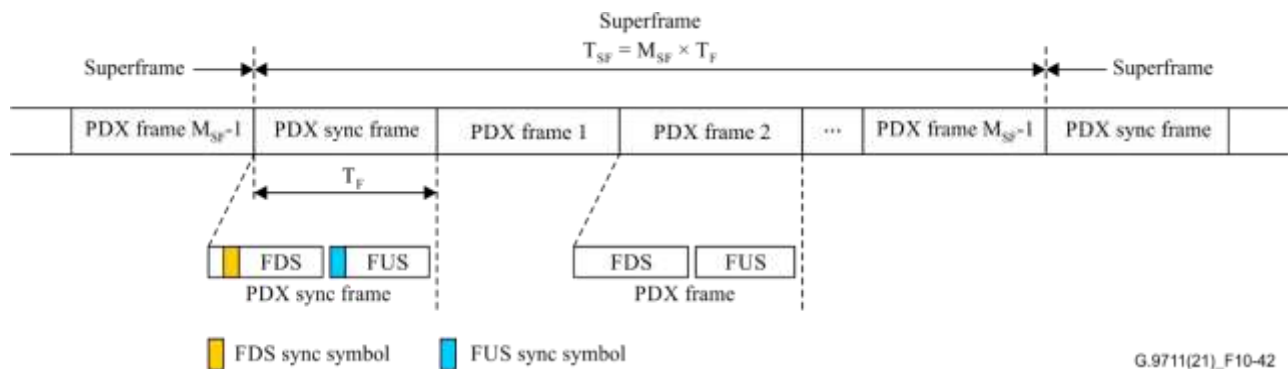 Superframe
T_SF = M_SF × T_F
Superframe
Superframe
PDX frame M_SF-1
PDX sync frame
PDX frame 1
PDX frame 2
...
PDX frame M_SF-1
PDX sync frame
T_F
FDS
FUS
FDS
FUS
PDX sync frame
PDX frame
FDS sync symbol
FUS sync symbol
G.9711(21)_F10-42